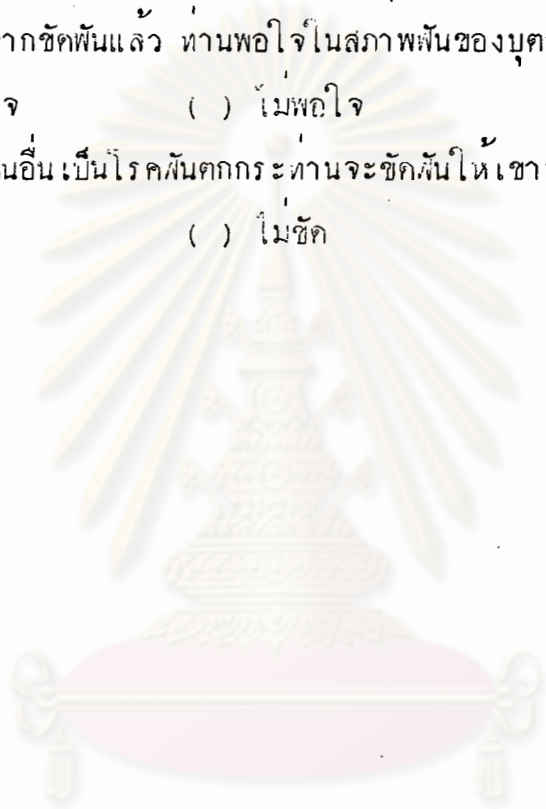 ากขัดฟันแล้ว ท่านพอใจในสภาพฟันของบุต
จ ( ) ไม่พอใจ
นอื่นเป็นโรคฟันตกกระท่านจะขัดฟันให้เขา
( ) ไม่ขัด